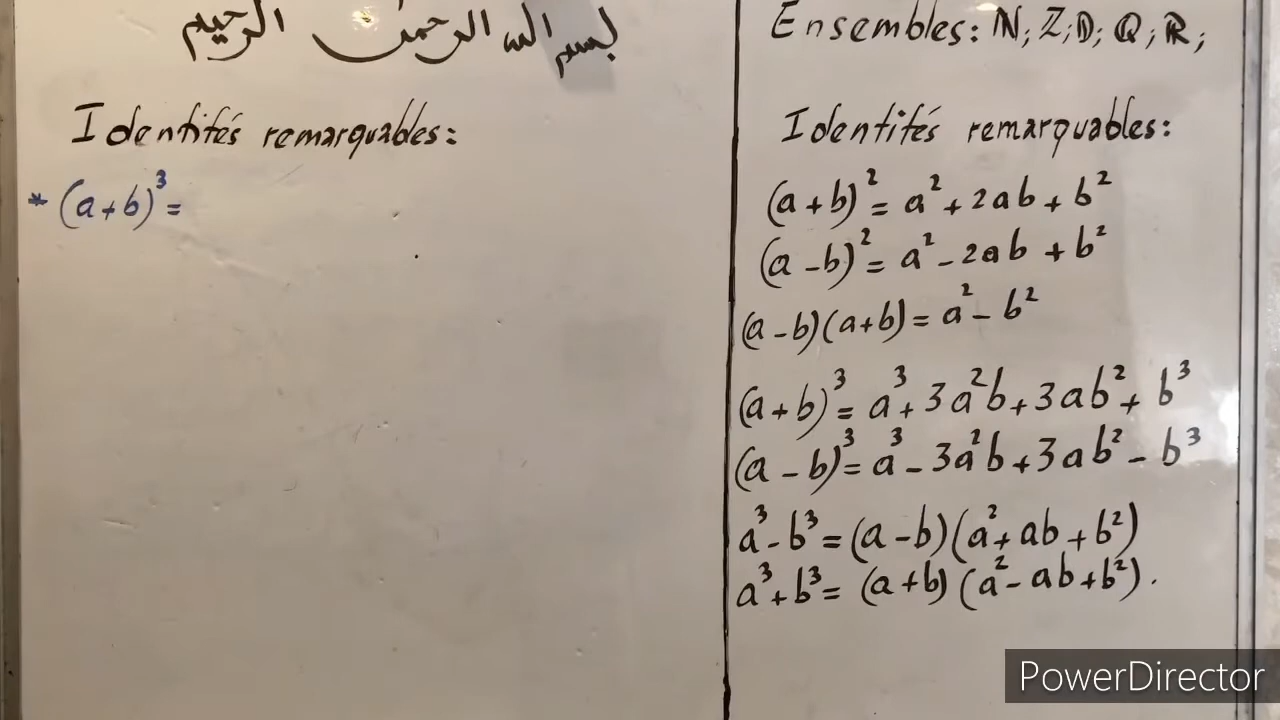 بسم الله الرحمن الرحيم
Identités remarquables:
* (a+b)³ =
Ensembles: ℕ; ℤ; 𝔻; ℚ; ℝ;
Identités remarquables:
(a+b)² = a² + 2ab + b²
(a-b)² = a² - 2ab + b²
(a-b)(a+b) = a² - b²
(a+b)³ = a³ + 3a²b + 3ab² + b³
(a-b)³ = a³ - 3a²b + 3ab² - b³
a³ - b³ = (a-b)(a² + ab + b²)
a³ + b³ = (a+b)(a² - ab + b²).
PowerDirector